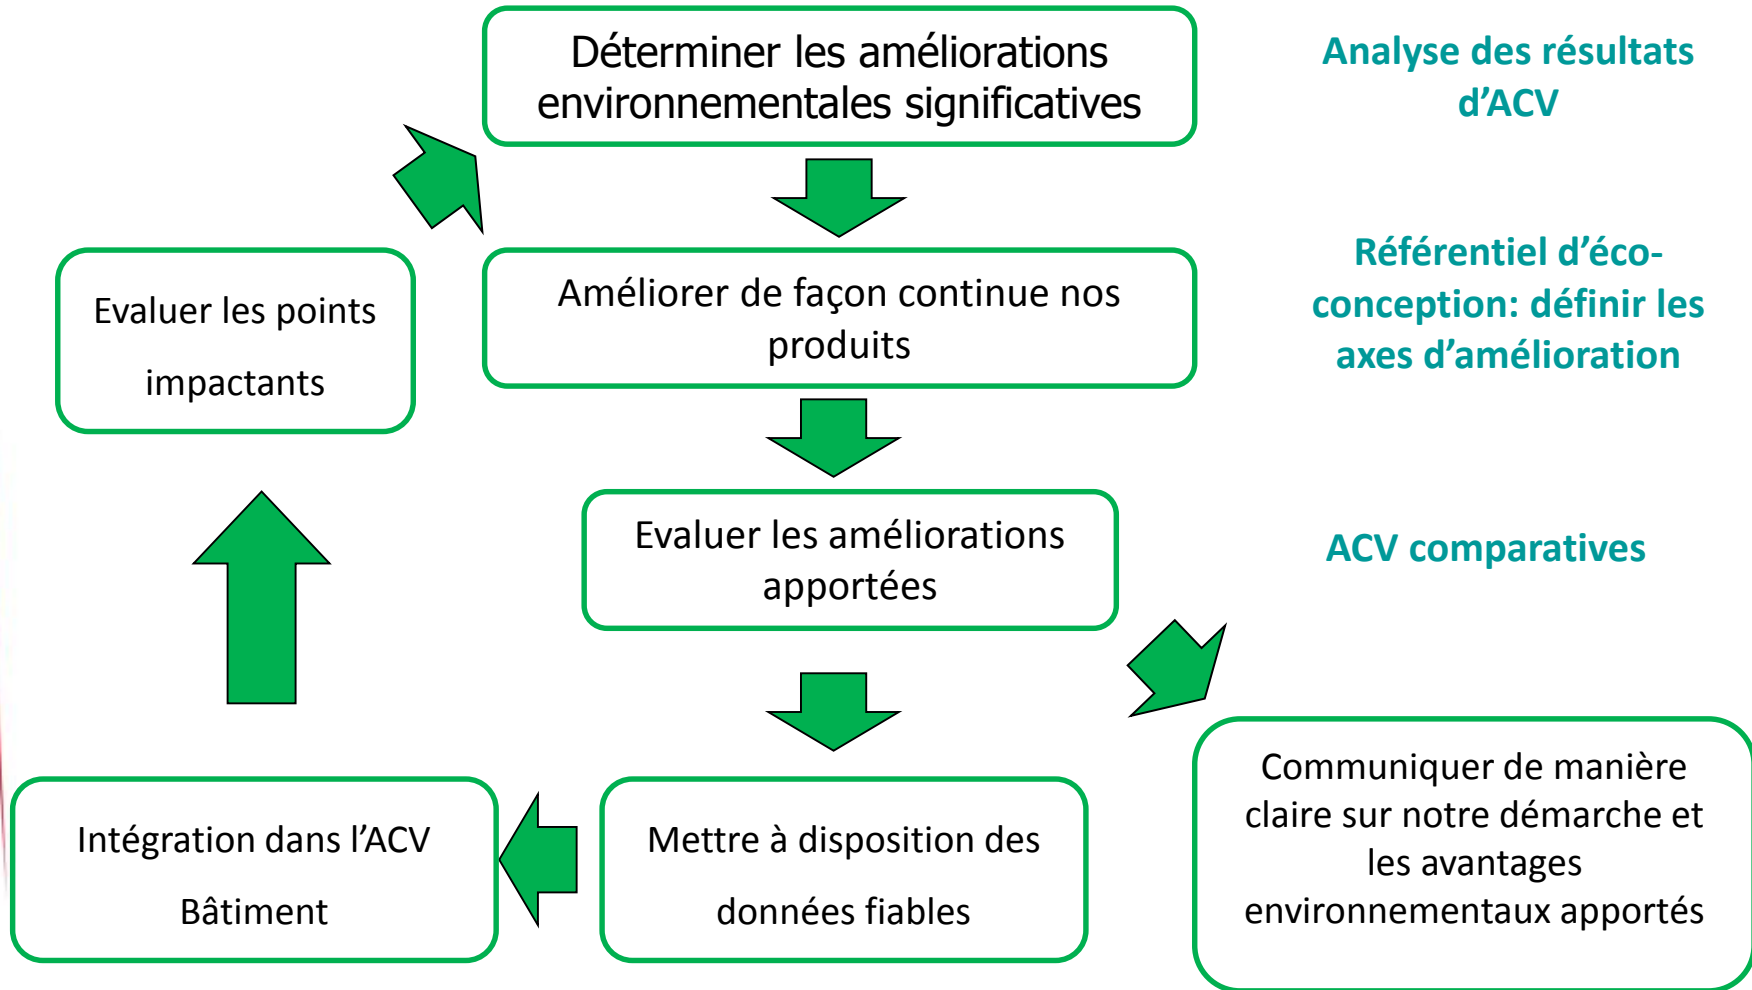 Déterminer les améliorations
environnementales significatives
Analyse des résultats
d’ACV
Evaluer les points
impactants
Améliorer de façon continue nos
produits
Référentiel d’éco-
conception: définir les
axes d’amélioration
Evaluer les améliorations
apportées
ACV comparatives
Intégration dans l’ACV
Bâtiment
Mettre à disposition des
données fiables
Communiquer de manière
claire sur notre démarche et
les avantages
environnementaux apportés